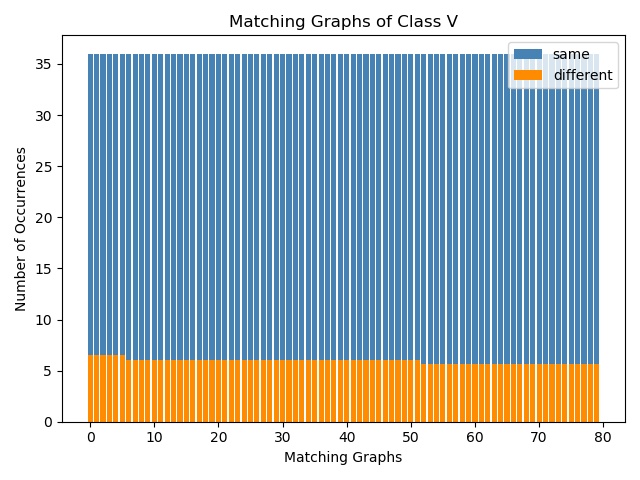 Matching Graphs of Class V
same
different
Number of Occurrences
35
30
25
20
15
10
5
0
0 10 20 30 40 50 60 70 80
Matching Graphs